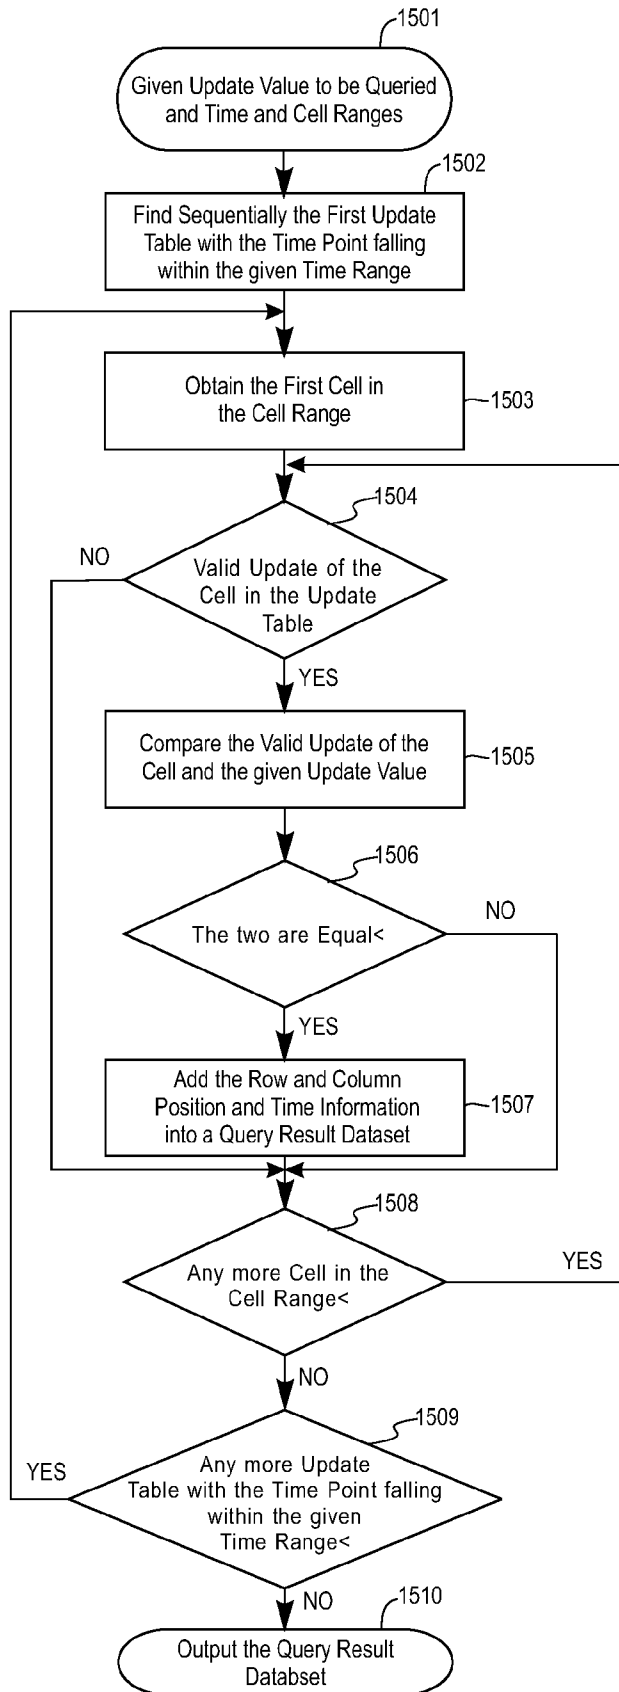 1501
Given Update Value to be Queried
and Time and Cell Ranges
1502
Find Sequentially the First Update
Table with the Time Point falling
within the given Time Range
Obtain the First Cell in
the Cell Range
1503
1504
NO
Valid Update of the
Cell in the Update
Table
YES
Compare the Valid Update of the
Cell and the given Update Value
1505
1506
NO
The two are Equal<
YES
Add the Row and Column
Position and Time Information
into a Query Result Dataset
1507
1508
Any more Cell in the
Cell Range<
YES
NO
1509
YES
Any more Update
Table with the Time Point falling
within the given
Time Range<
NO
1510
Output the Query Result
Databset